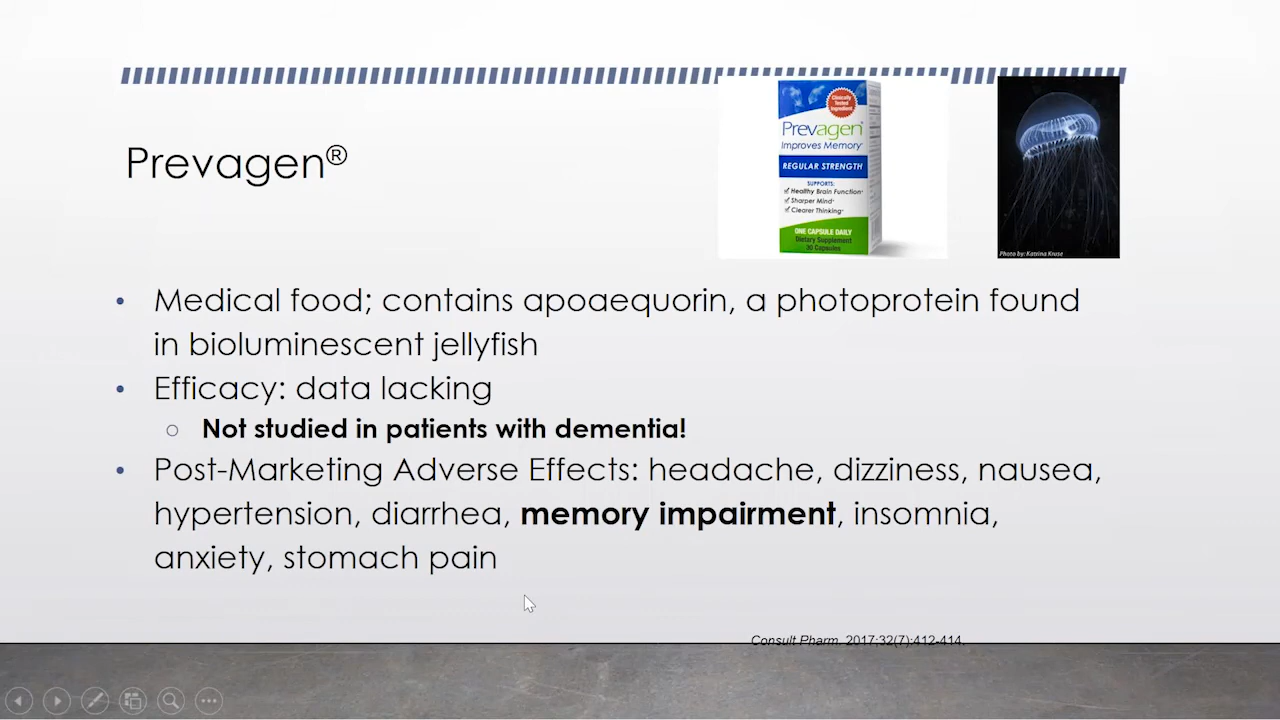 Prevagen®
Clinically
Tested
Ingredient
Prevagen
Improves Memory
REGULAR STRENGTH
SUPPORTS:
Healthy Brain Function*
Sharper Mind*
Clearer Thinking*
ONE CAPSULE DAILY
Dietary Supplement
30 Capsules
Photo by: Katrina Kruse
• Medical food; contains apoaequorin, a photoprotein found
in bioluminescent jellyfish
• Efficacy: data lacking
○ Not studied in patients with dementia!
• Post-Marketing Adverse Effects: headache, dizziness, nausea,
hypertension, diarrhea, memory impairment, insomnia,
anxiety, stomach pain
Consult Pharm. 2017;32(7):412-414.